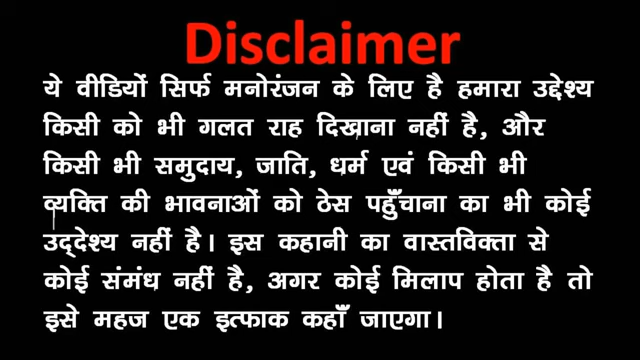 Disclaimer
ये वीडियों सिर्फ मनोरंजन के लिए है हमारा उद्देश्य
किसी को भी गलत राह दिखाना नहीं है, और
किसी भी समुदाय, जाति, धर्म एवं किसी भी
व्यक्ति की भावनाओं को ठेस पहुँचाना का भी कोई
उद्देश्य नहीं है। इस कहानी का वास्तविक्ता से
कोई संमंध नहीं है, अगर कोई मिलाप होता है तो
इसे महज एक इत्फाक कहाँ जाएगा।